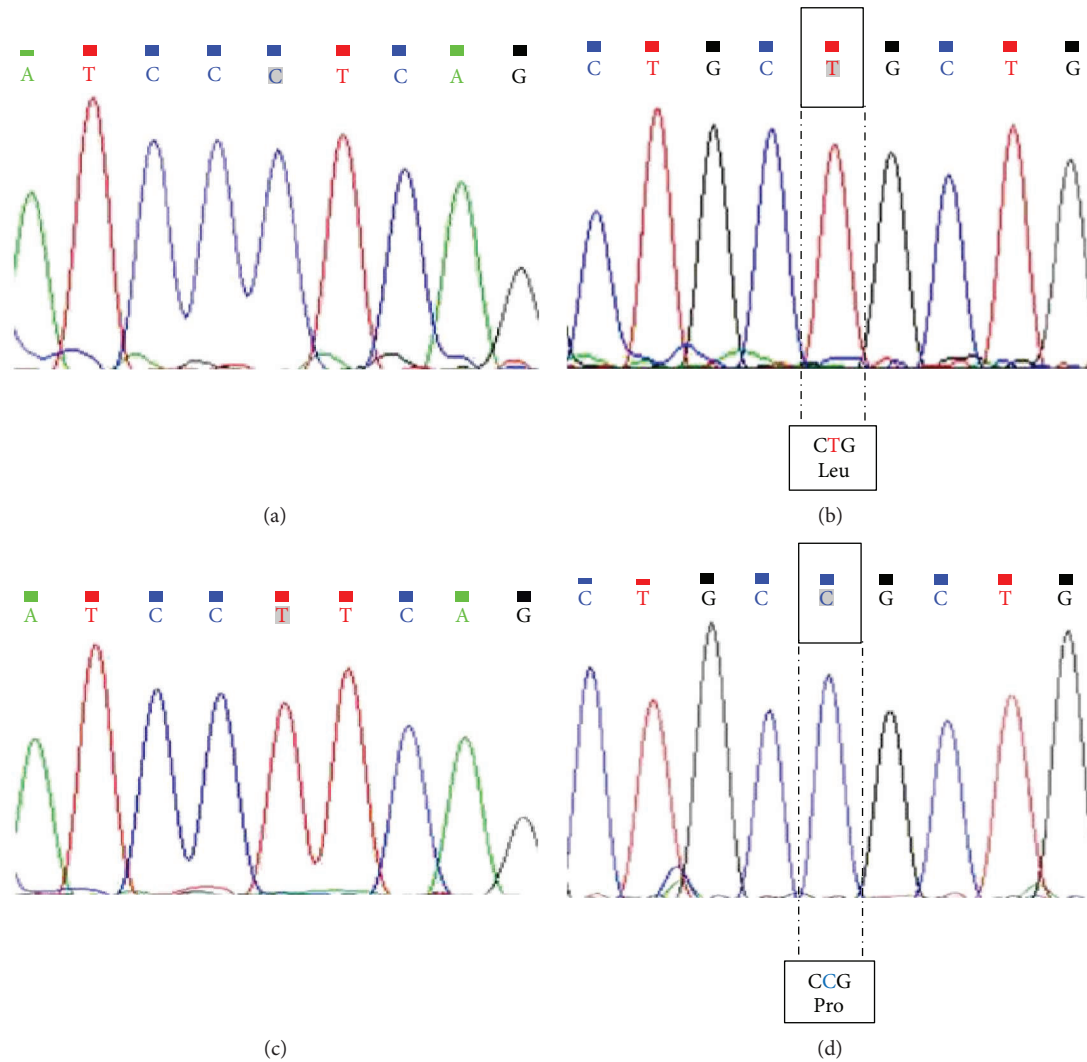 A T C C C T C A G
C T G C T G C T G
CTG
Leu
(a)
(b)
A T C C T T C A G
C T G C C G C T G
CCG
Pro
(c)
(d)